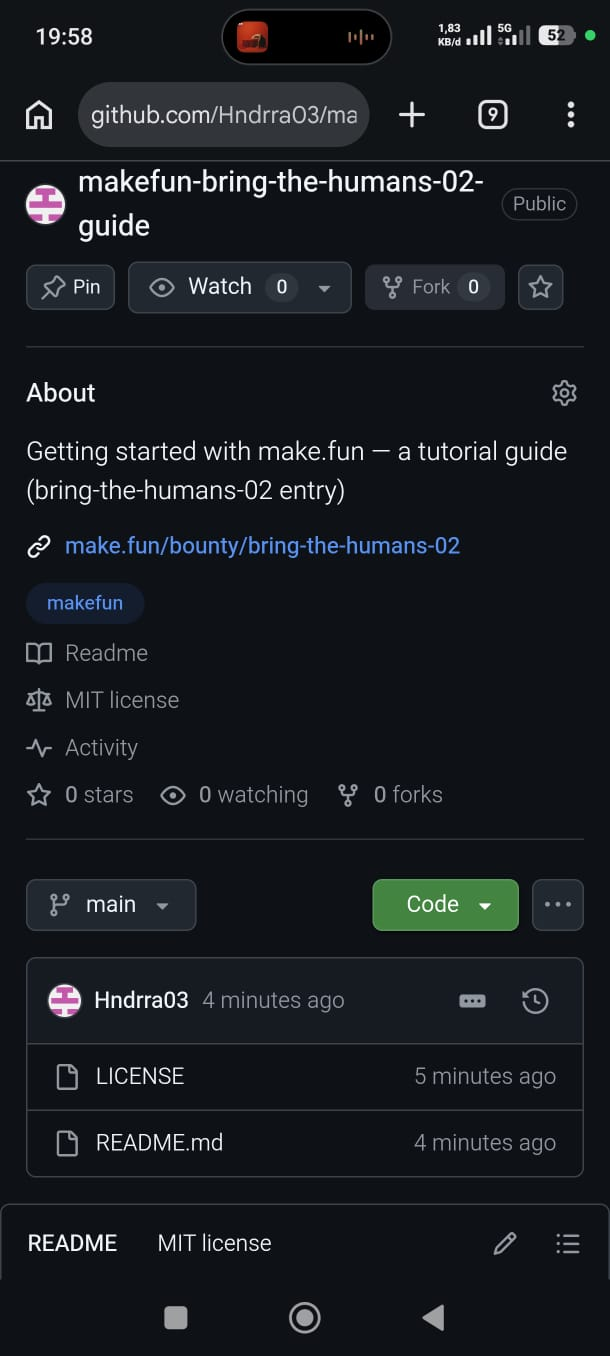 19:58
1,83 KB/d
5G
52
github.com/Hndrra03/ma
9
makefun-bring-the-humans-02-
guide
Public
Pin
Watch 0
Fork 0
About
Getting started with make.fun — a tutorial guide
(bring-the-humans-02 entry)
make.fun/bounty/bring-the-humans-02
makefun
Readme
MIT license
Activity
0 stars 0 watching 0 forks
main
Code
Hndrra03 4 minutes ago
LICENSE 5 minutes ago
README.md 4 minutes ago
README MIT license